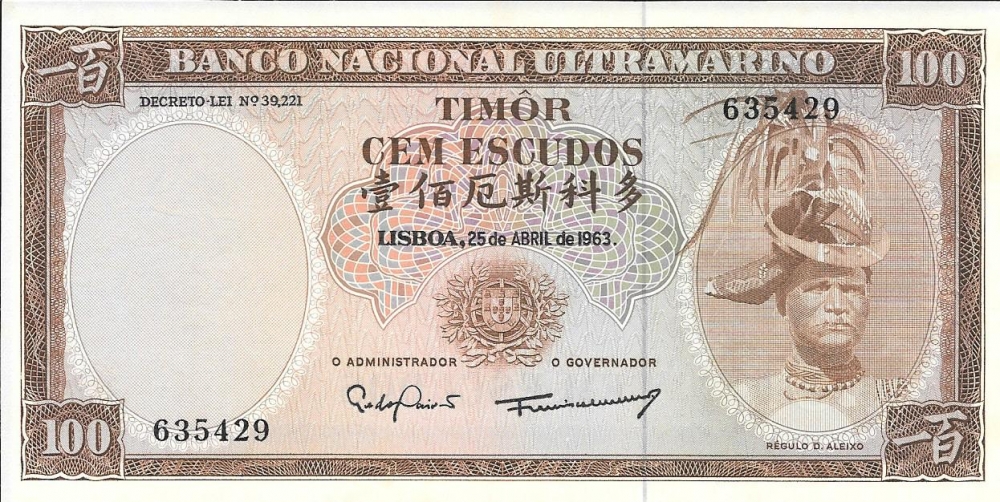 一百
BANCO NACIONAL ULTRAMARINO
100
DECRETO-LEI Nº 39,221
TIMÔR
635429
CEM ESCUDOS
壹佰厄斯科多
LISBOA, 25 de ABRIL de 1963.
O ADMINISTRADOR
O GOVERNADOR
100
635429
RÉGULO D. ALEIXO
一百